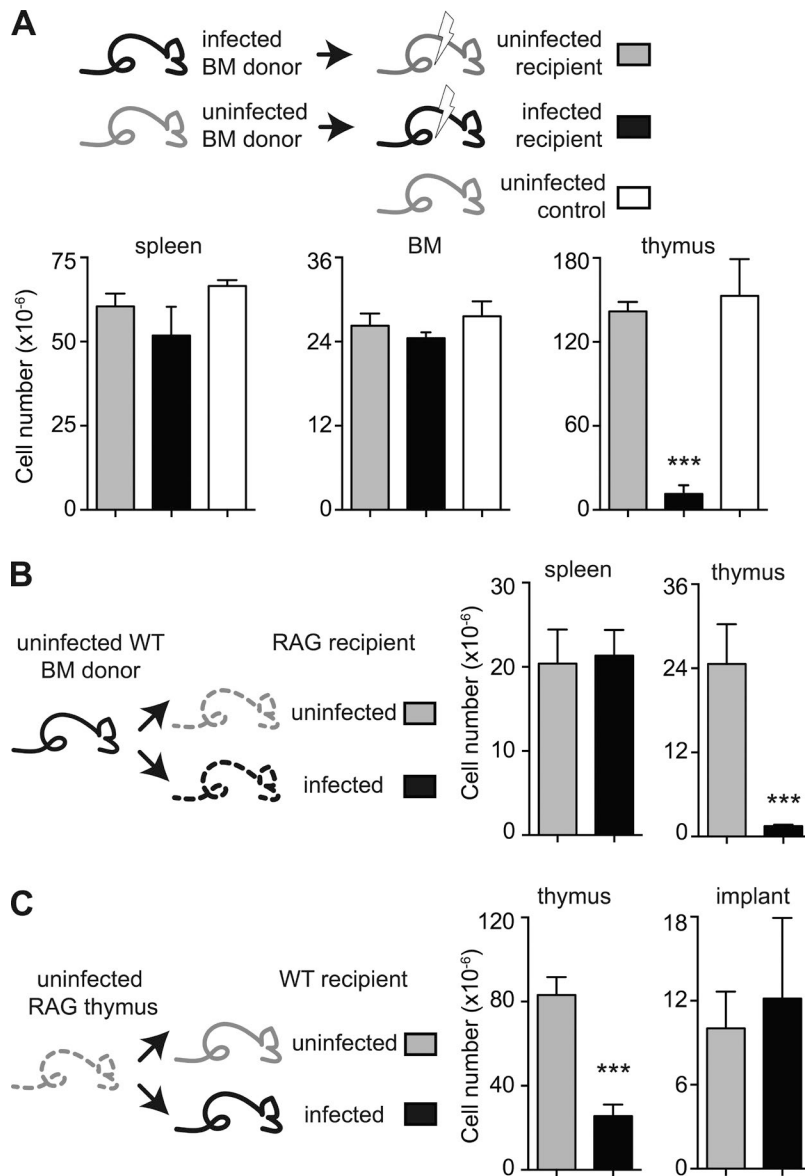 A
infected
BM donor
uninfected
recipient
uninfected
BM donor
infected
recipient
uninfected
control
spleen
BM
thymus
Cell number (x10-6)
75
50
25
0
36
24
12
0
180
120
60
0
***
B
uninfected WT
BM donor
RAG recipient
uninfected
infected
spleen
thymus
Cell number (x10-6)
30
20
10
0
36
24
12
0
***
C
uninfected
RAG thymus
WT recipient
uninfected
infected
thymus
implant
Cell number (x10-6)
120
80
40
0
18
12
6
0
***